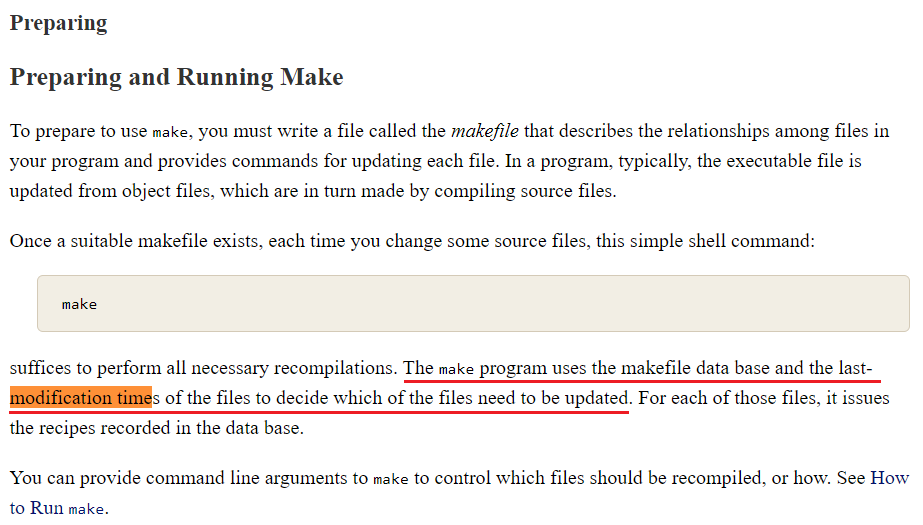 Preparing
Preparing and Running Make
To prepare to use make, you must write a file called the makefile that describes the relationships among files in
your program and provides commands for updating each file. In a program, typically, the executable file is
updated from object files, which are in turn made by compiling source files.
Once a suitable makefile exists, each time you change some source files, this simple shell command:
make
suffices to perform all necessary recompilations. The make program uses the makefile data base and the last-
modification times of the files to decide which of the files need to be updated. For each of those files, it issues
the recipes recorded in the data base.
You can provide command line arguments to make to control which files should be recompiled, or how. See How
to Run make.